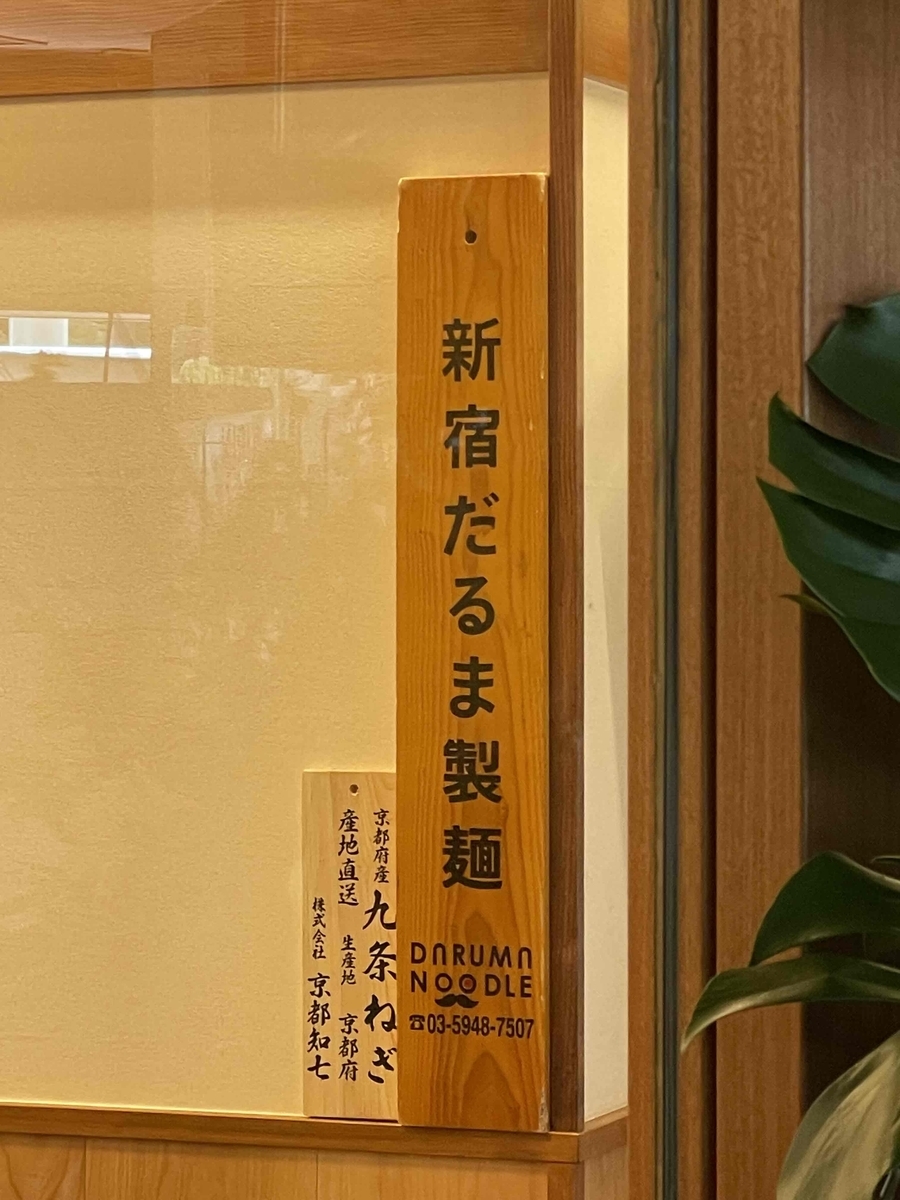 新宿だるま製麺
DARUMA
NOODLE
☎03-5948-7507
京都府産 九条ねぎ
産地直送 生産地 京都府
株式会社 京都知七